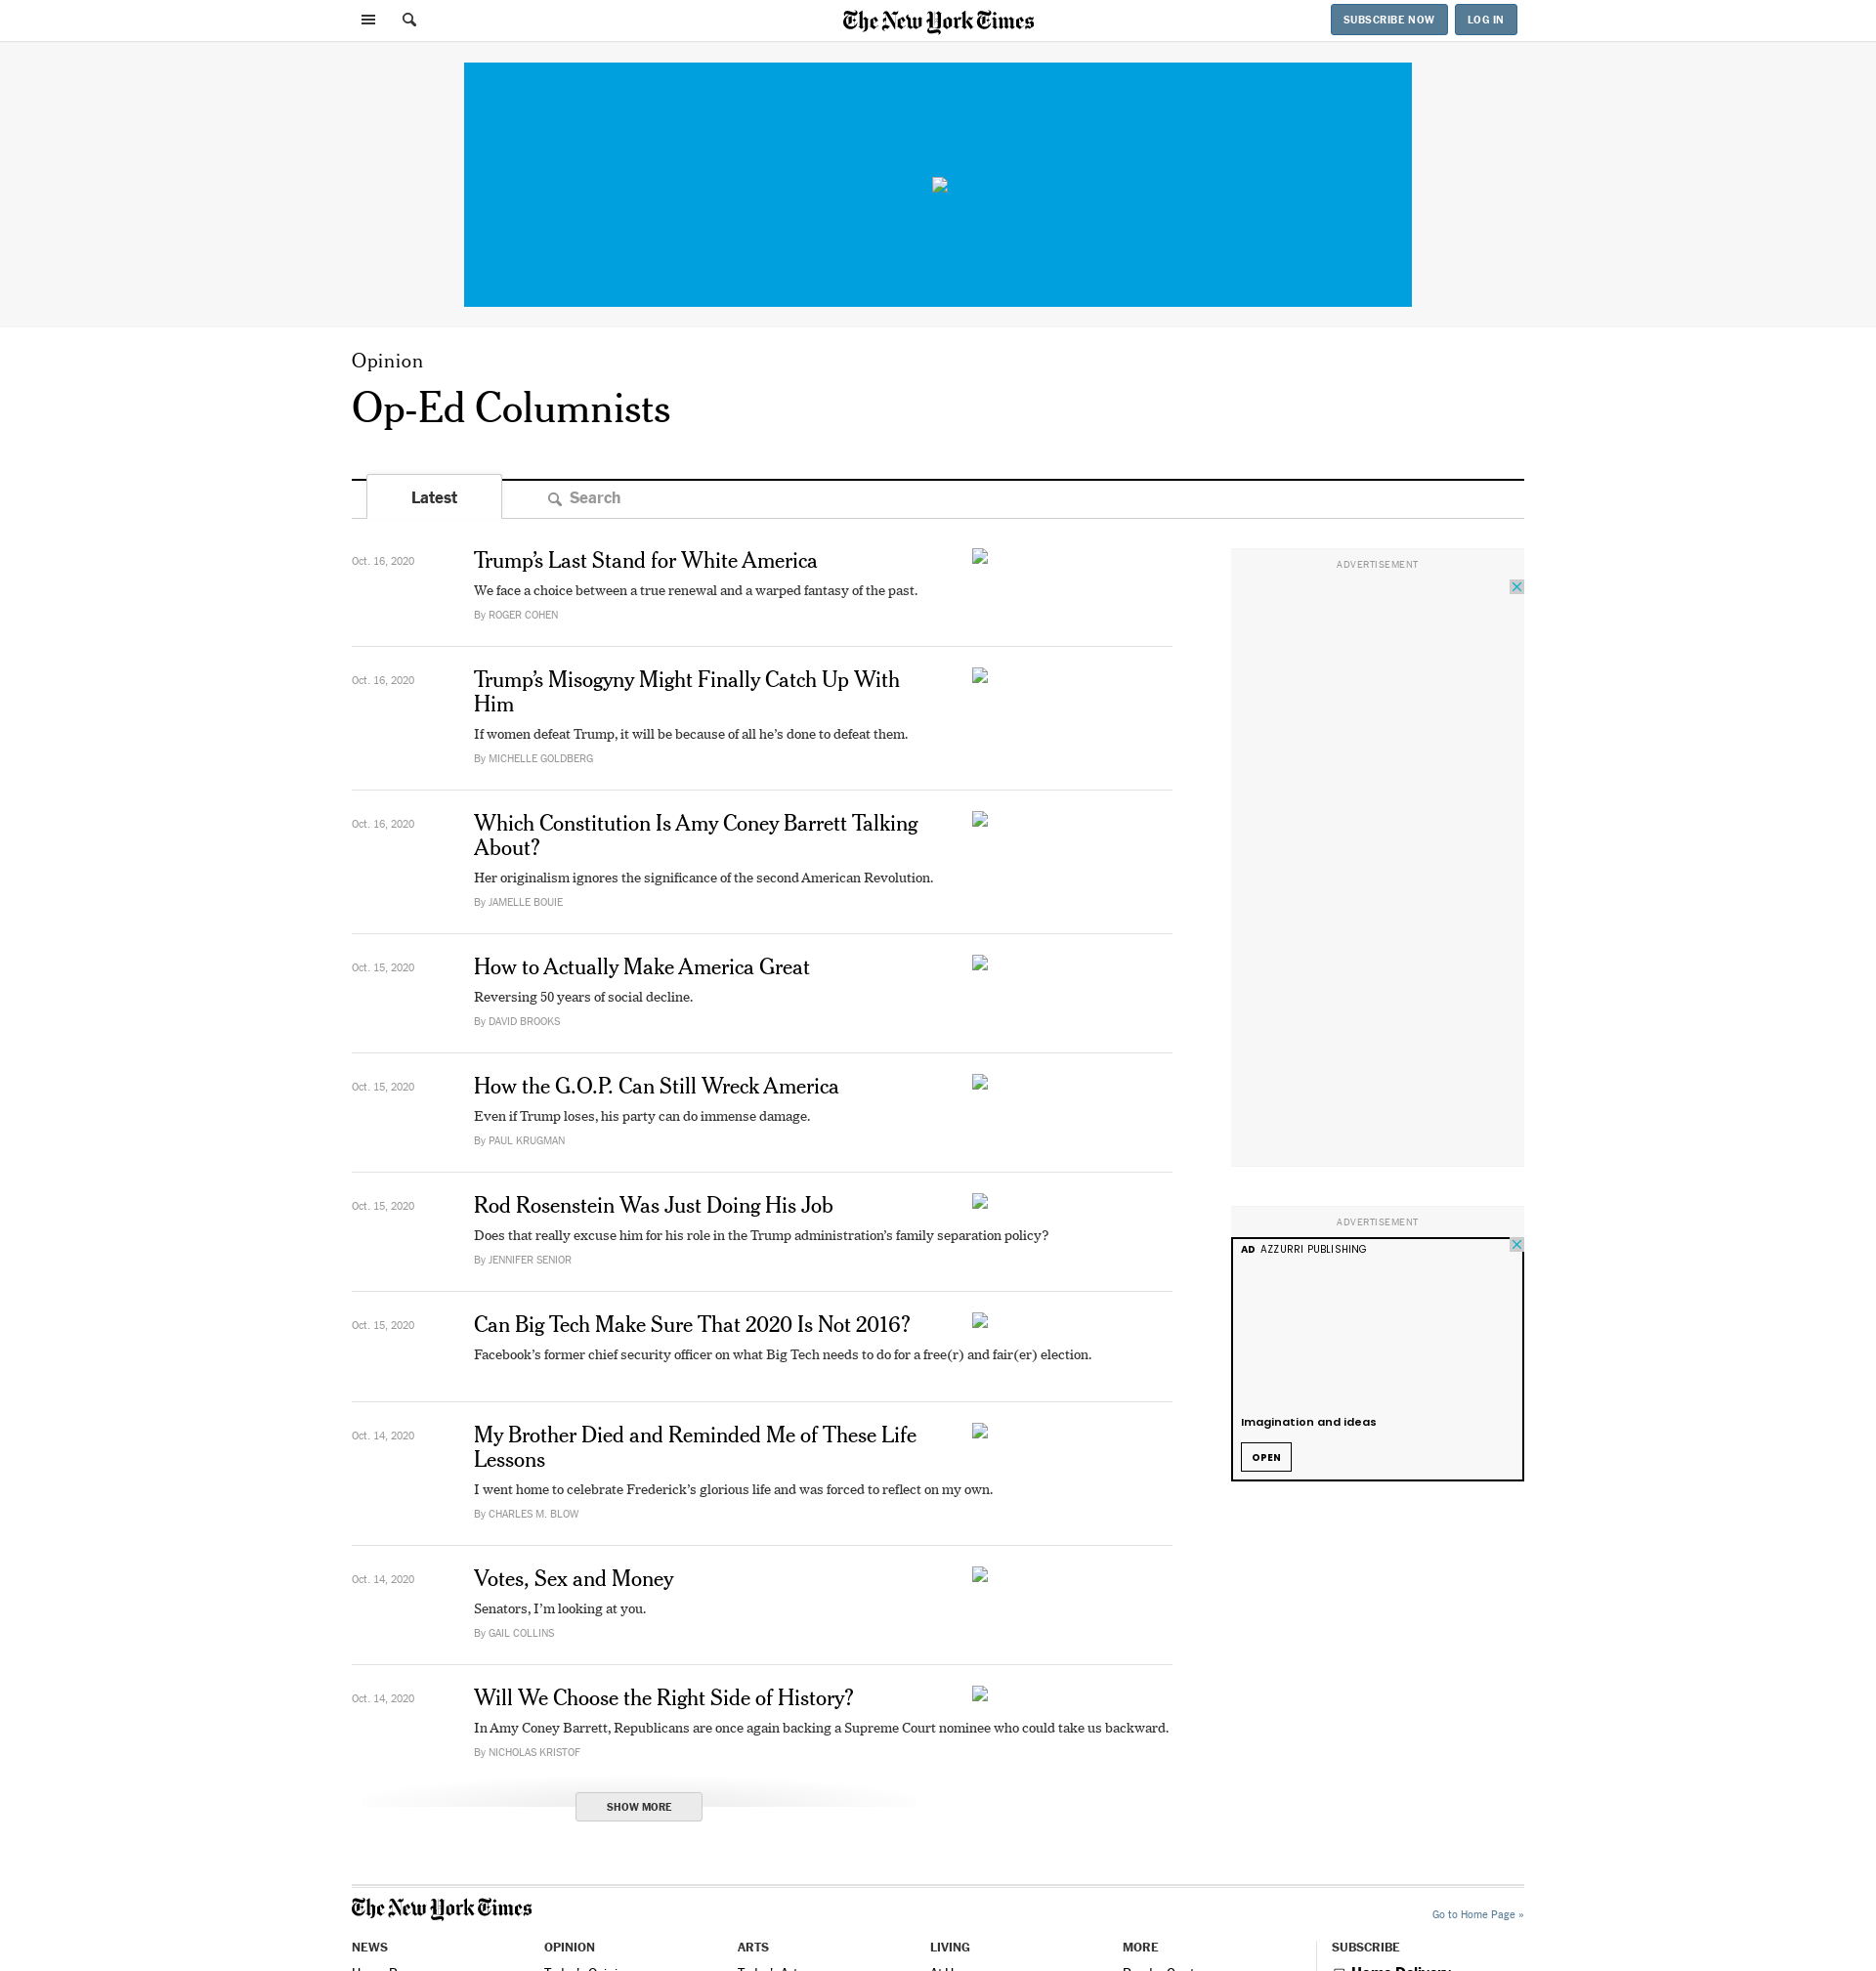 The New York Times
SUBSCRIBE NOW
LOG IN
Opinion
Op-Ed Columnists
Latest
Search
Oct. 16, 2020
Trump’s Last Stand for White America
We face a choice between a true renewal and a warped fantasy of the past.
By ROGER COHEN
Oct. 16, 2020
Trump’s Misogyny Might Finally Catch Up With
Him
If women defeat Trump, it will be because of all he’s done to defeat them.
By MICHELLE GOLDBERG
Oct. 16, 2020
Which Constitution Is Amy Coney Barrett Talking
About?
Her originalism ignores the significance of the second American Revolution.
By JAMELLE BOUIE
Oct. 15, 2020
How to Actually Make America Great
Reversing 50 years of social decline.
By DAVID BROOKS
Oct. 15, 2020
How the G.O.P. Can Still Wreck America
Even if Trump loses, his party can do immense damage.
By PAUL KRUGMAN
Oct. 15, 2020
Rod Rosenstein Was Just Doing His Job
Does that really excuse him for his role in the Trump administration’s family separation policy?
By JENNIFER SENIOR
Oct. 15, 2020
Can Big Tech Make Sure That 2020 Is Not 2016?
Facebook’s former chief security officer on what Big Tech needs to do for a free(r) and fair(er) election.
Oct. 14, 2020
My Brother Died and Reminded Me of These Life
Lessons
I went home to celebrate Frederick’s glorious life and was forced to reflect on my own.
By CHARLES M. BLOW
Oct. 14, 2020
Votes, Sex and Money
Senators, I’m looking at you.
By GAIL COLLINS
Oct. 14, 2020
Will We Choose the Right Side of History?
In Amy Coney Barrett, Republicans are once again backing a Supreme Court nominee who could take us backward.
By NICHOLAS KRISTOF
SHOW MORE
ADVERTISEMENT
ADVERTISEMENT
AD AZZURRI PUBLISHING
Imagination and ideas
OPEN
The New York Times
Go to Home Page »
NEWS
OPINION
ARTS
LIVING
MORE
SUBSCRIBE
Home Delivery